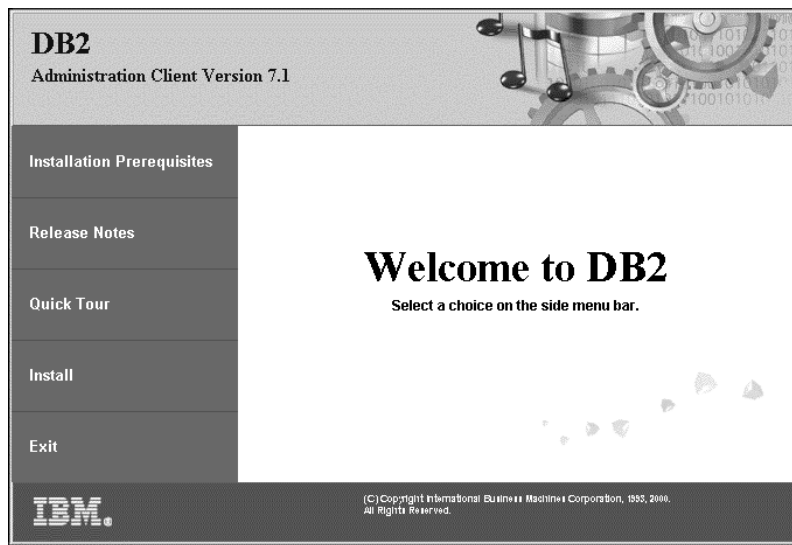 DB2
Administration Client Version 7.1
Installation Prerequisites
Release Notes
Quick Tour
Install
Exit
Welcome to DB2
Select a choice on the side menu bar.
IBM
(C) Copyright International Business Machines Corporation, 1993, 2000.
All Rights Reserved.